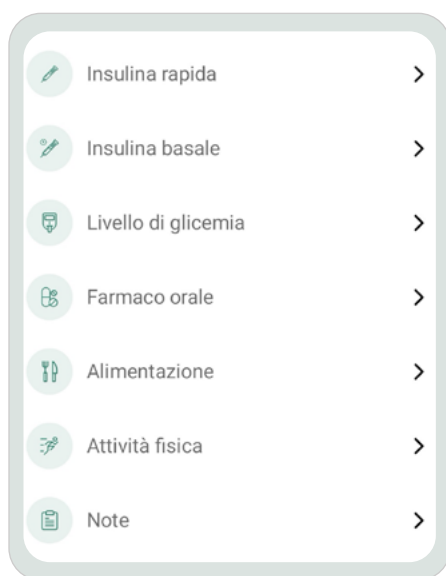 Insulina rapida
Insulina basale
Livello di glicemia
Farmaco orale
Alimentazione
Attività fisica
Note